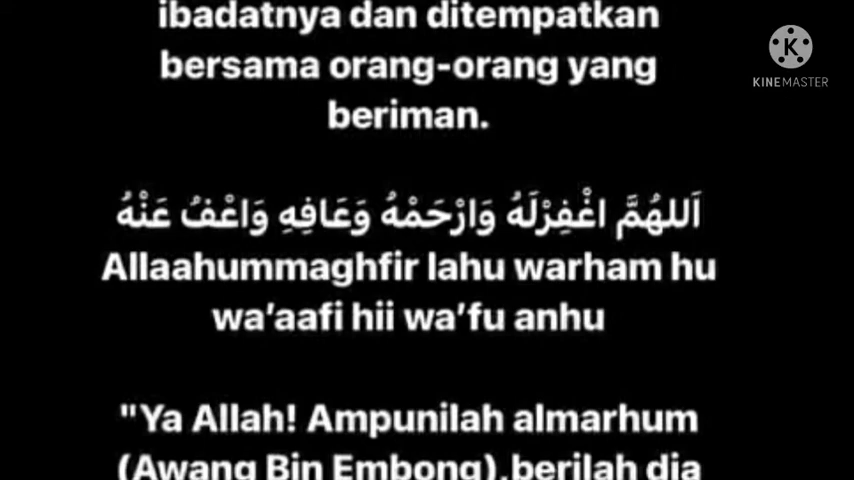 ibadatnya dan ditempatkan
bersama orang-orang yang
beriman.
اَللهُمَّ اغْفِرْلَهُ وَارْحَمْهُ وَعَافِهِ وَاعْفُ عَنْهُ
Allaahummaghfir lahu warham hu
wa’aafi hii wa’fu anhu
"Ya Allah! Ampunilah almarhum
(Awang Bin Embong),berilah dia
K
KINEMASTER